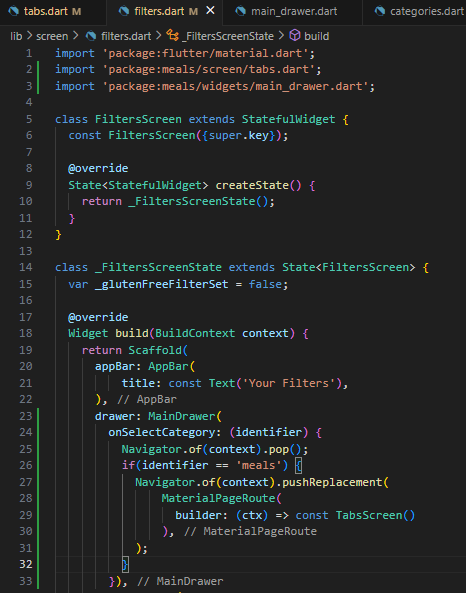 tabs.dart filters.dart × main_drawer.dart categories.dart
lib > screen > filters.dart > _FiltersScreenState > build
1 import 'package:flutter/material.dart';
2 import 'package:meals/screen/tabs.dart';
3 import 'package:meals/widgets/main_drawer.dart';
4
5 class FiltersScreen extends StatefulWidget {
6 const FiltersScreen({super.key});
7
8 @override
9 State<StatefulWidget> createState() {
10 return _FiltersScreenState();
11 }
12 }
13
14 class _FiltersScreenState extends State<FiltersScreen> {
15 var _glutenFreeFilterSet = false;
16
17 @override
18 Widget build(BuildContext context) {
19 return Scaffold(
20 appBar: AppBar(
21 title: const Text('Your Filters'),
22 ), // AppBar
23 drawer: MainDrawer(
24 onSelectCategory: (identifier) {
25 Navigator.of(context).pop();
26 if(identifier == 'meals') {
27 Navigator.of(context).pushReplacement(
28 MaterialPageRoute(
29 builder: (ctx) => const TabsScreen()
30 ), // MaterialPageRoute
31 );
32 }
33 }), // MainDrawer